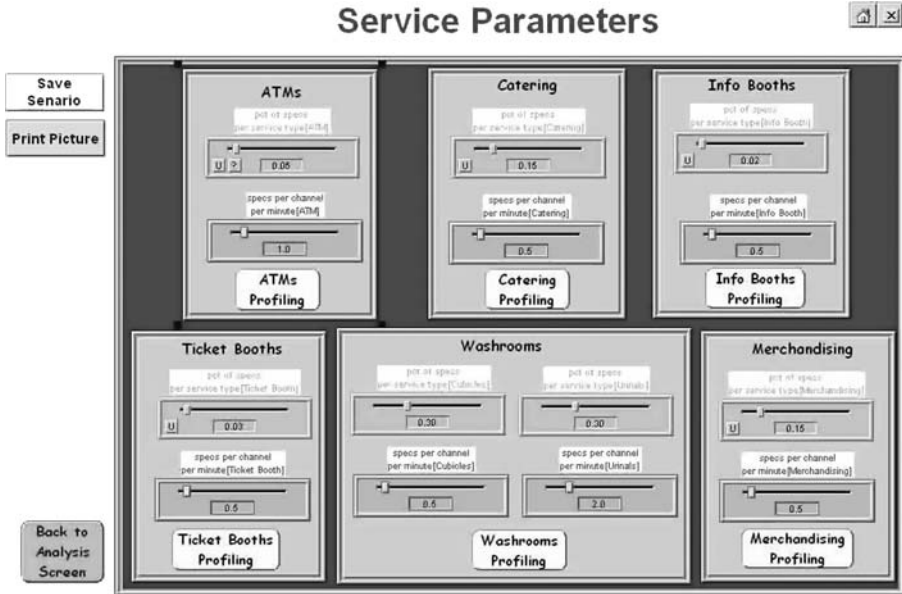 Service Parameters
Save
Senario
Print Picture
ATMs
pct of specs
per service type[ATM]
U ? 0.05
specs per channel
per minute[ATM]
1.0
ATMs
Profiling
Catering
pct of specs
per service type[Catering]
U 0.15
specs per channel
per minute[Catering]
0.5
Catering
Profiling
Info Booths
pct of specs
per service type[Info Booth]
U 0.02
specs per channel
per minute[Info Booth]
0.5
Info Booths
Profiling
Ticket Booths
pct of specs
per service type[Ticket Booth]
U 0.03
specs per channel
per minute[Ticket Booth]
0.5
Ticket Booths
Profiling
Washrooms
pct of specs
per service type[Cubicles]
0.30
pct of specs
per service type[Urinals]
0.30
specs per channel
per minute[Cubicles]
0.5
specs per channel
per minute[Urinals]
2.0
Washrooms
Profiling
Merchandising
pct of specs
per service type[Merchandising]
U 0.15
specs per channel
per minute[Merchandising]
0.5
Merchandising
Profiling
Back to
Analysis
Screen